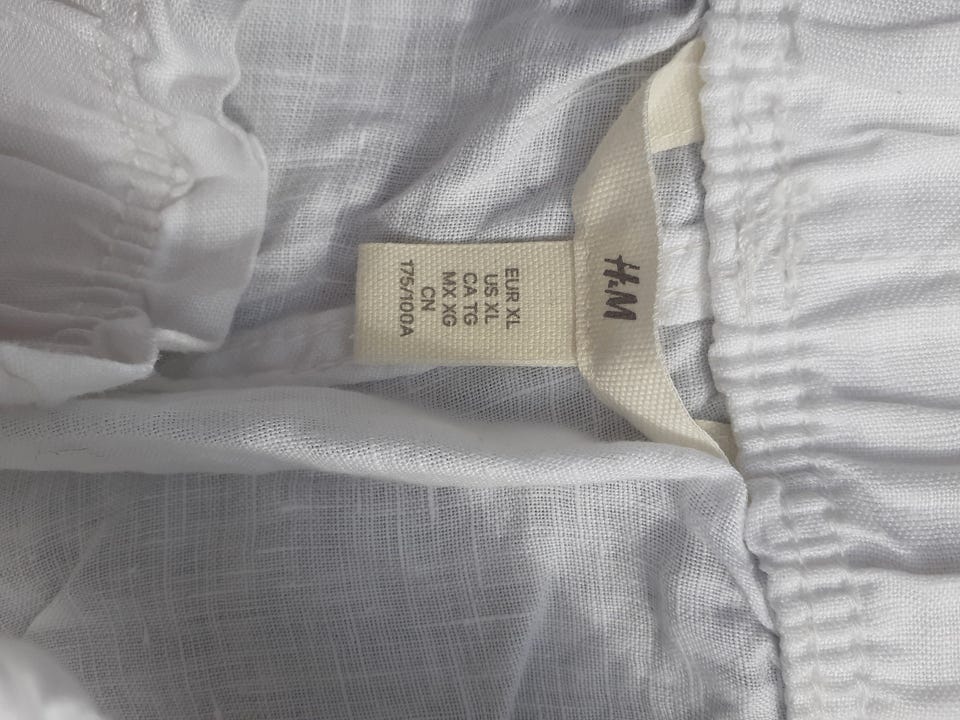 H&M
EUR XL
US XL
CA TG
MX XG
CN
175/100A